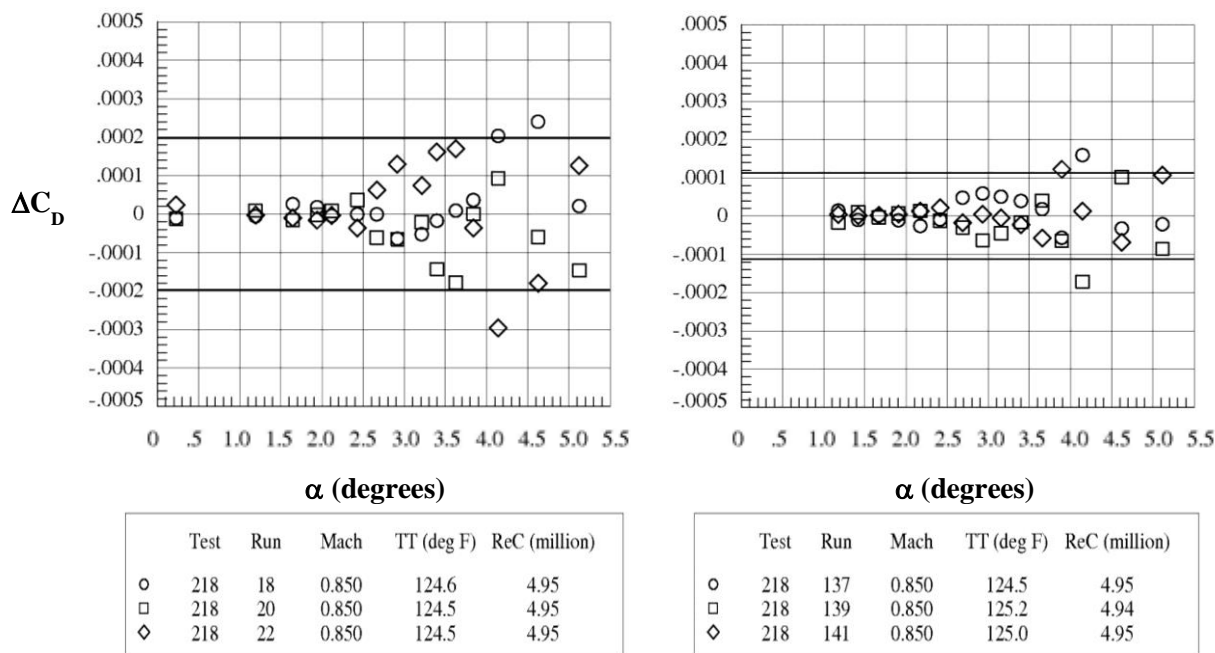 .0005
.0004
.0003
.0002
.0001
0
-.0001
-.0002
-.0003
-.0004
-.0005
ΔC_D
0 .5 1.0 1.5 2.0 2.5 3.0 3.5 4.0 4.5 5.0 5.5
α (degrees)
Test Run Mach TT (deg F) ReC (million)
218 18 0.850 124.6 4.95
218 20 0.850 124.5 4.95
218 22 0.850 124.5 4.95
.0005
.0004
.0003
.0002
.0001
0
-.0001
-.0002
-.0003
-.0004
-.0005
0 .5 1.0 1.5 2.0 2.5 3.0 3.5 4.0 4.5 5.0 5.5
α (degrees)
Test Run Mach TT (deg F) ReC (million)
218 137 0.850 124.5 4.95
218 139 0.850 125.2 4.94
218 141 0.850 125.0 4.95